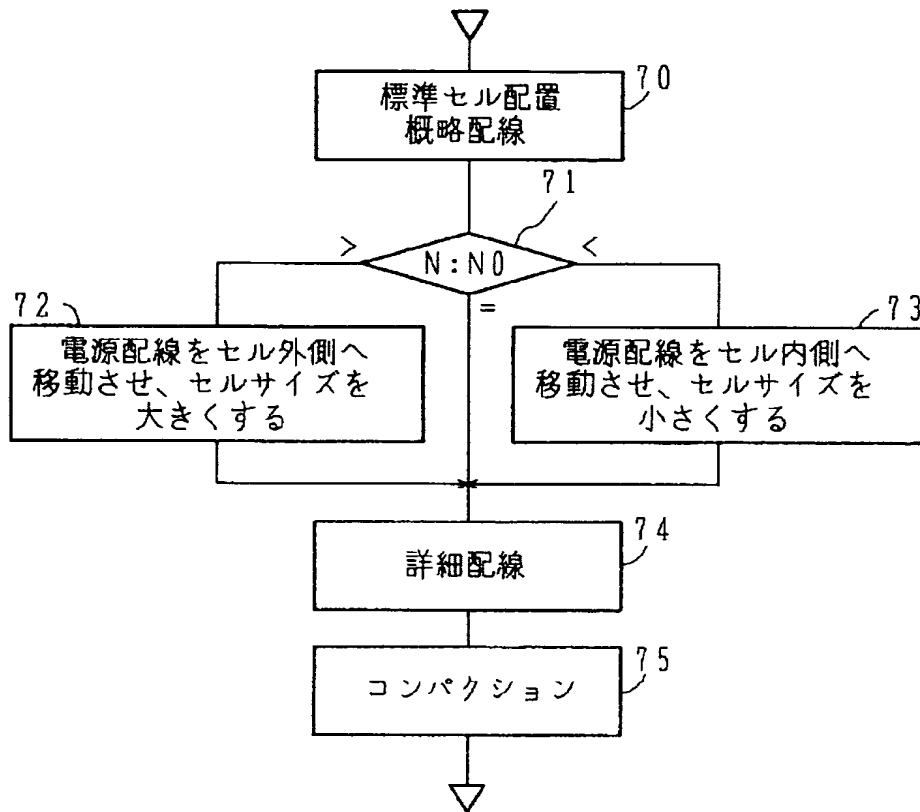 70
標準セル配置
概略配線
71
>
<
N:N0
=
72
電源配線をセル外側へ
移動させ、セルサイズを
大きくする
73
電源配線をセル内側へ
移動させ、セルサイズを
小さくする
74
詳細配線
75
コンパクション